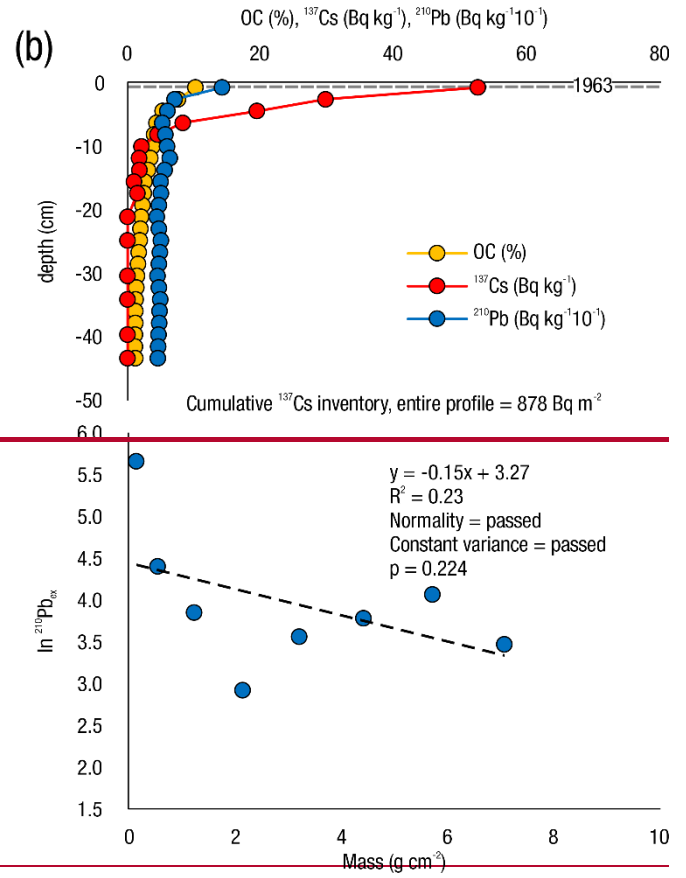 OC (%), ¹³⁷Cs (Bq kg⁻¹), ²¹⁰Pb (Bq kg⁻¹10⁻¹)
(b)
0 20 40 60 80
0
-10
-20
-30
-40
-50
depth (cm)
1963
OC (%)
¹³⁷Cs (Bq kg⁻¹)
²¹⁰Pb (Bq kg⁻¹10⁻¹)
Cumulative ¹³⁷Cs inventory, entire profile = 878 Bq m⁻²
6.0
5.5
5.0
4.5
4.0
3.5
3.0
2.5
2.0
1.5
ln ²¹⁰Pbₑₓ
y = -0.15x + 3.27
R² = 0.23
Normality = passed
Constant variance = passed
p = 0.224
0 2 4 6 8 10
Mass (g cm⁻²)